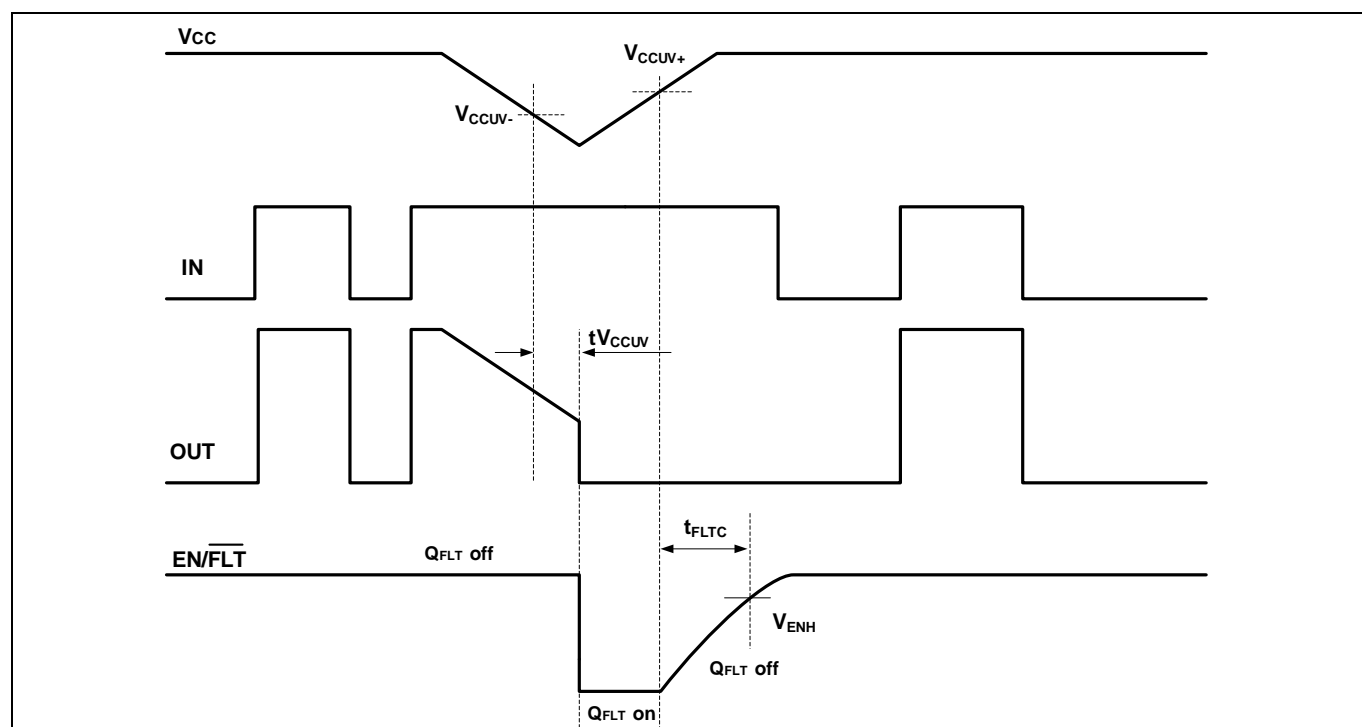 VCC
VCCUV+
VCCUV-
IN
tVCCUV
OUT
tFLTC
EN/FLT
QFLT off
VENH
QFLT off
QFLT on